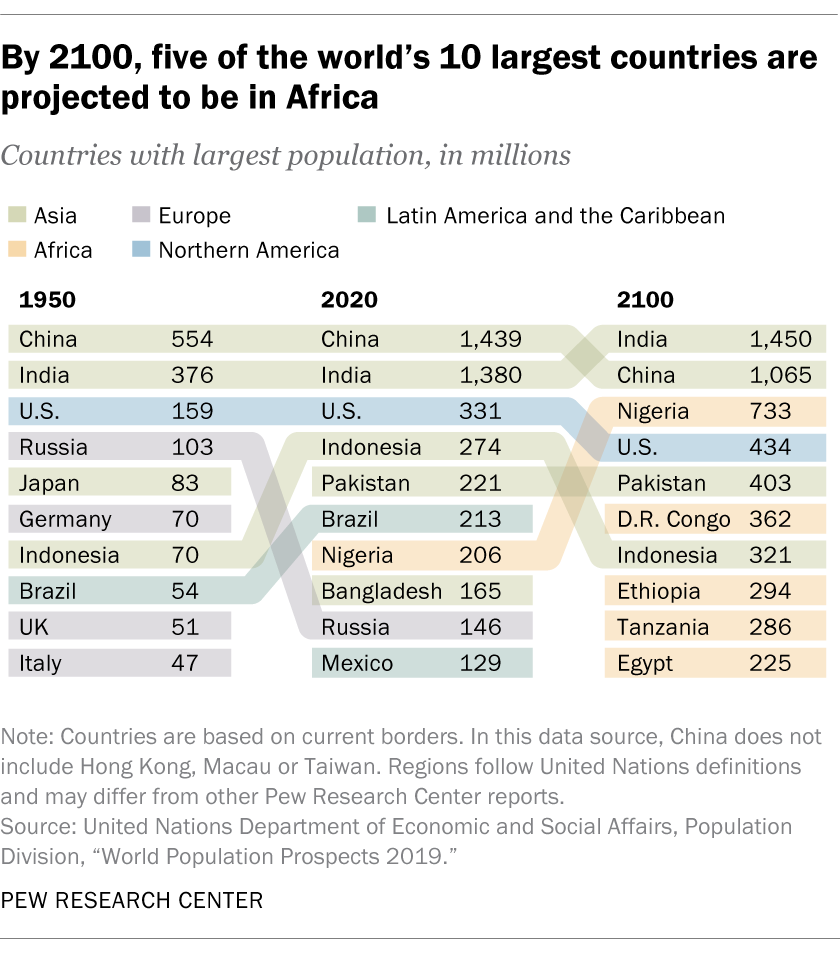 By 2100, five of the world’s 10 largest countries are
projected to be in Africa
Countries with largest population, in millions
Asia Europe Latin America and the Caribbean
Africa Northern America
1950 2020 2100
China 554 China 1,439 India 1,450
India 376 India 1,380 China 1,065
U.S. 159 U.S. 331 Nigeria 733
Russia 103 Indonesia 274 U.S. 434
Japan 83 Pakistan 221 Pakistan 403
Germany 70 Brazil 213 D.R. Congo 362
Indonesia 70 Nigeria 206 Indonesia 321
Brazil 54 Bangladesh 165 Ethiopia 294
UK 51 Russia 146 Tanzania 286
Italy 47 Mexico 129 Egypt 225
Note: Countries are based on current borders. In this data source, China does not
include Hong Kong, Macau or Taiwan. Regions follow United Nations definitions
and may differ from other Pew Research Center reports.
Source: United Nations Department of Economic and Social Affairs, Population
Division, “World Population Prospects 2019.”
PEW RESEARCH CENTER